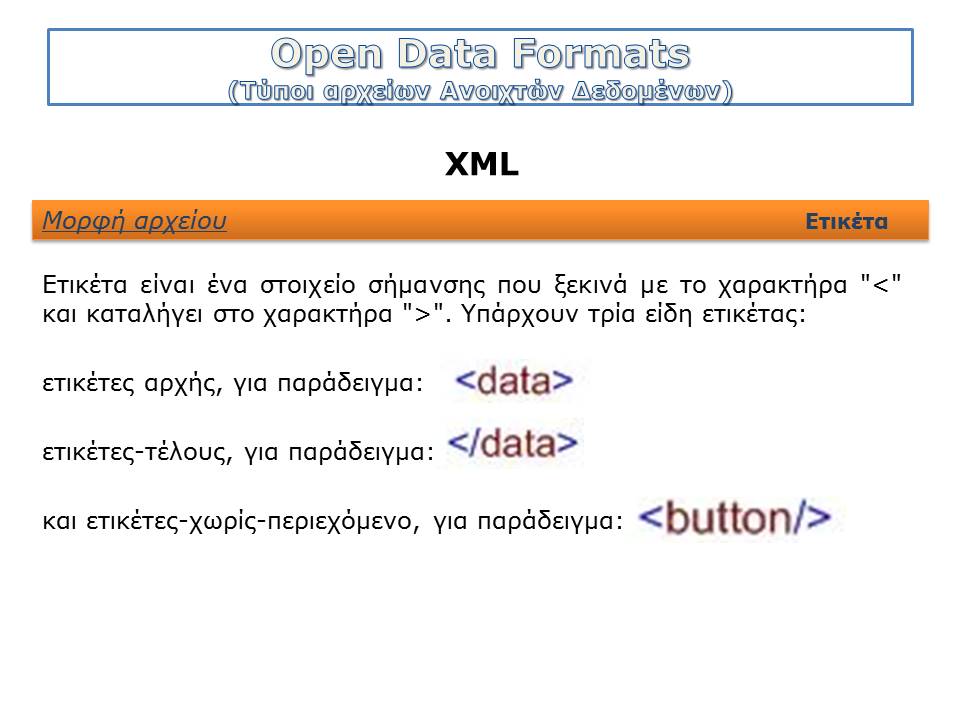 Open Data Formats
(Τύποι αρχείων Ανοιχτών Δεδομένων)
XML
Μορφή αρχείου Ετικέτα
Ετικέτα είναι ένα στοιχείο σήμανσης που ξεκινά με το χαρακτήρα "<"
και καταλήγει στο χαρακτήρα ">". Υπάρχουν τρία είδη ετικέτας:
ετικέτες αρχής, για παράδειγμα: <data>
ετικέτες-τέλους, για παράδειγμα: </data>
και ετικέτες-χωρίς-περιεχόμενο, για παράδειγμα: <button/>